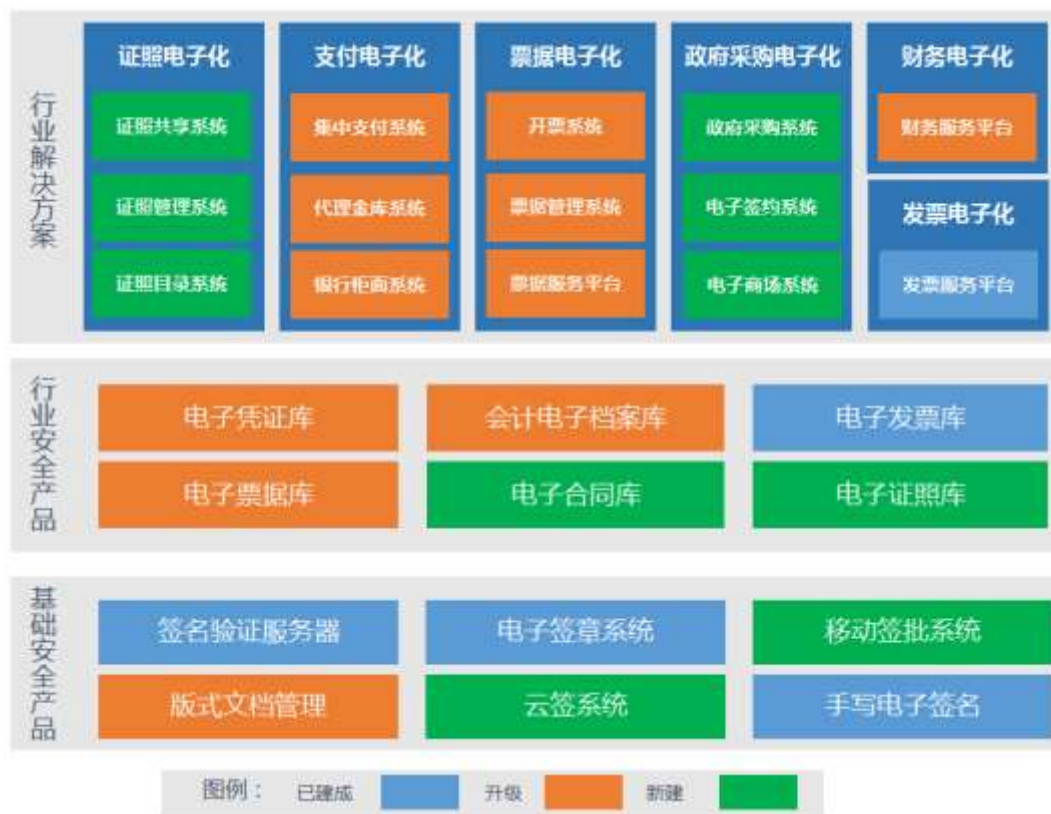 行业解决方案
证照电子化
证照共享系统
证照管理系统
证照目录系统
支付电子化
集中支付系统
代理金库系统
银行柜面系统
票据电子化
开票系统
票据管理系统
票据服务平台
政府采购电子化
政府采购系统
电子签约系统
电子商场系统
财务电子化
财务服务平台
发票电子化
发票服务平台
行业安全产品
电子凭证库
会计电子档案库
电子发票库
电子票据库
电子合同库
电子证照库
基础安全产品
签名验证服务器
电子签章系统
移动签批系统
版式文档管理
云签系统
手写电子签名
图例： 已建成 升级 新建